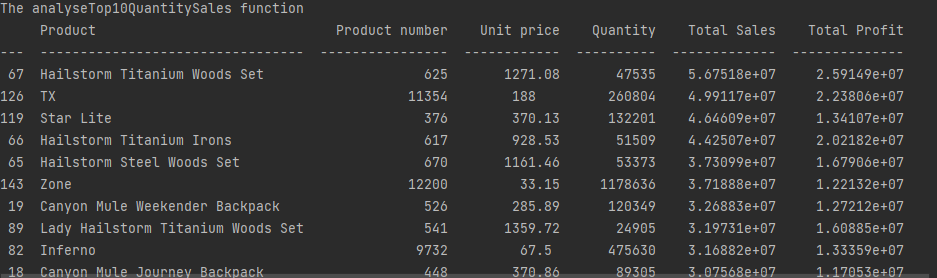 The analyseTop10QuantitySales function
Product Product number Unit price Quantity Total Sales Total Profit
--- -------------------------------- ---------------- ------------ ---------- ------------- --------------
67 Hailstorm Titanium Woods Set 625 1271.08 47535 5.67518e+07 2.59149e+07
126 TX 11354 188 260804 4.99117e+07 2.23806e+07
119 Star Lite 376 370.13 132201 4.64609e+07 1.34107e+07
66 Hailstorm Titanium Irons 617 928.53 51509 4.42507e+07 2.02182e+07
65 Hailstorm Steel Woods Set 670 1161.46 53373 3.73099e+07 1.67906e+07
143 Zone 12200 33.15 1178636 3.71888e+07 1.22132e+07
19 Canyon Mule Weekender Backpack 526 285.89 120349 3.26883e+07 1.27212e+07
89 Lady Hailstorm Titanium Woods Set 541 1359.72 24905 3.19731e+07 1.60885e+07
82 Inferno 9732 67.5 475630 3.16882e+07 1.33359e+07
18 Canyon Mule Journey Backpack 448 370.86 89305 3.07568e+07 1.17053e+07